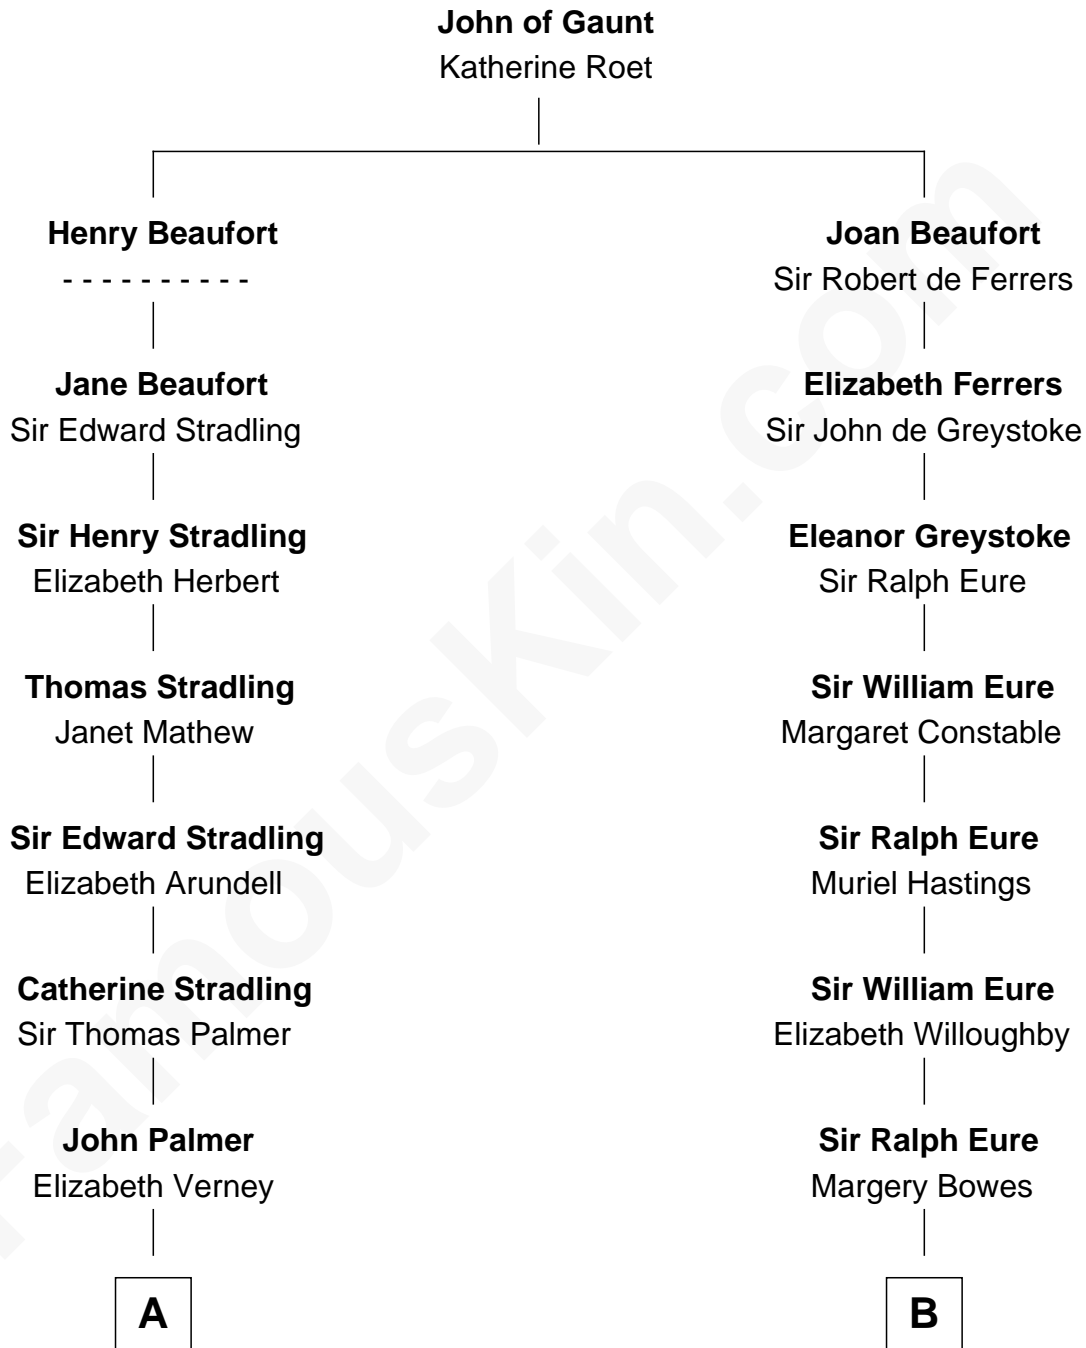 John of Gaunt
Katherine Roet
Henry Beaufort
- - - - - - - - - -
Joan Beaufort
Sir Robert de Ferrers
Jane Beaufort
Sir Edward Stradling
Elizabeth Ferrers
Sir John de Greystoke
Sir Henry Stradling
Elizabeth Herbert
Eleanor Greystoke
Sir Ralph Eure
Thomas Stradling
Janet Mathew
Sir William Eure
Margaret Constable
Sir Edward Stradling
Elizabeth Arundell
Sir Ralph Eure
Muriel Hastings
Catherine Stradling
Sir Thomas Palmer
Sir William Eure
Elizabeth Willoughby
John Palmer
Elizabeth Verney
Sir Ralph Eure
Margery Bowes
A
B
FamousKin.com